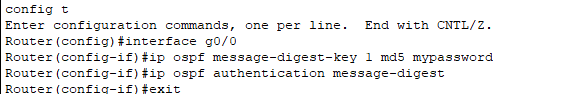 config t
Enter configuration commands, one per line.  End with CNTL/Z.
Router(config)#interface g0/0
Router(config-if)#ip ospf message-digest-key 1 md5 mypassword
Router(config-if)#ip ospf authentication message-digest
Router(config-if)#exit